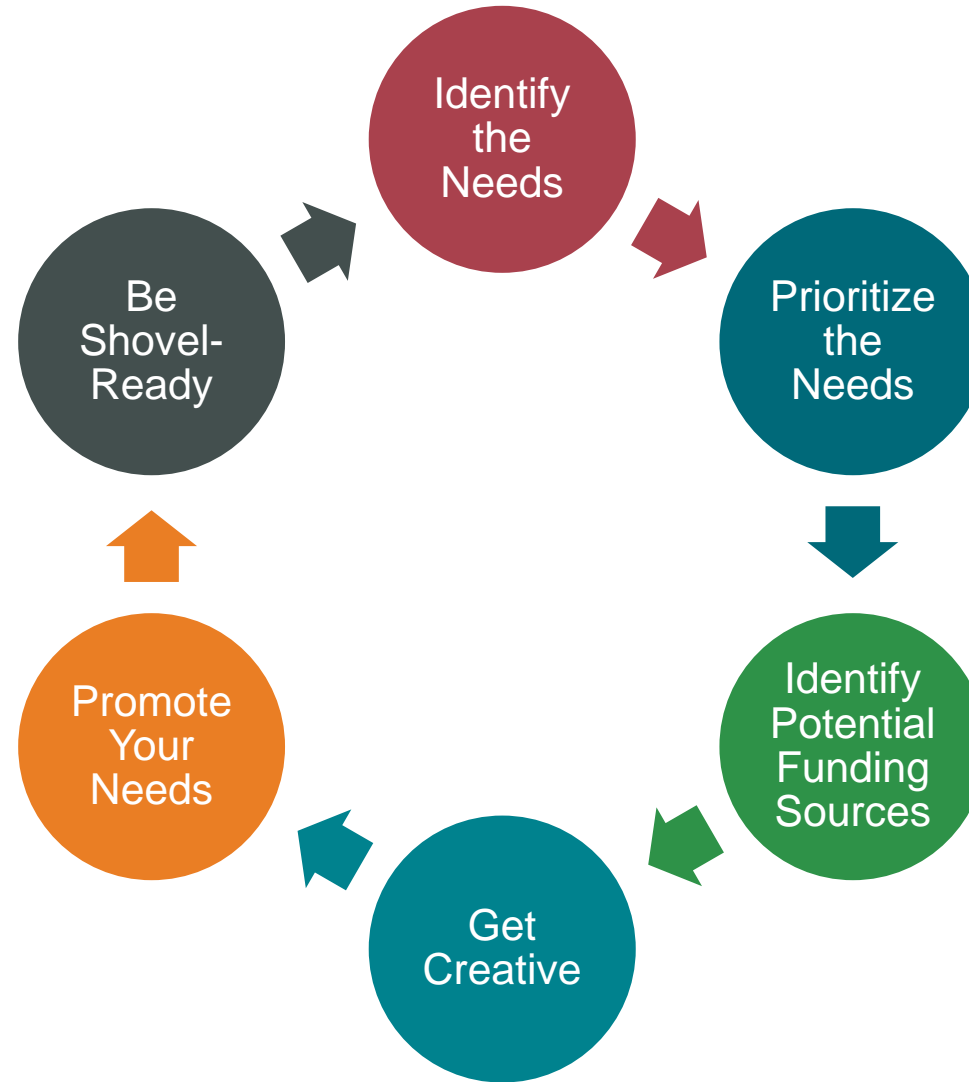 Identify
the
Needs
Prioritize
the
Needs
Identify
Potential
Funding
Sources
Get
Creative
Promote
Your
Needs
Be
Shovel-
Ready